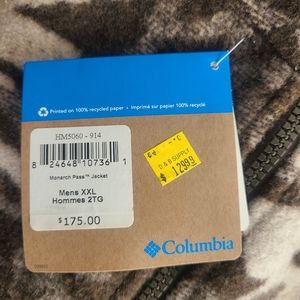 Printed on 100% recycled paper • Imprimé sur papier 100% recyclé
HM5060 - 914
8 24648 10736 1
Monarch Pass™ Jacket
Mens XXL
Hommes 2TG
$175.00
D & B SUPPLY
$ 129.99
Columbia